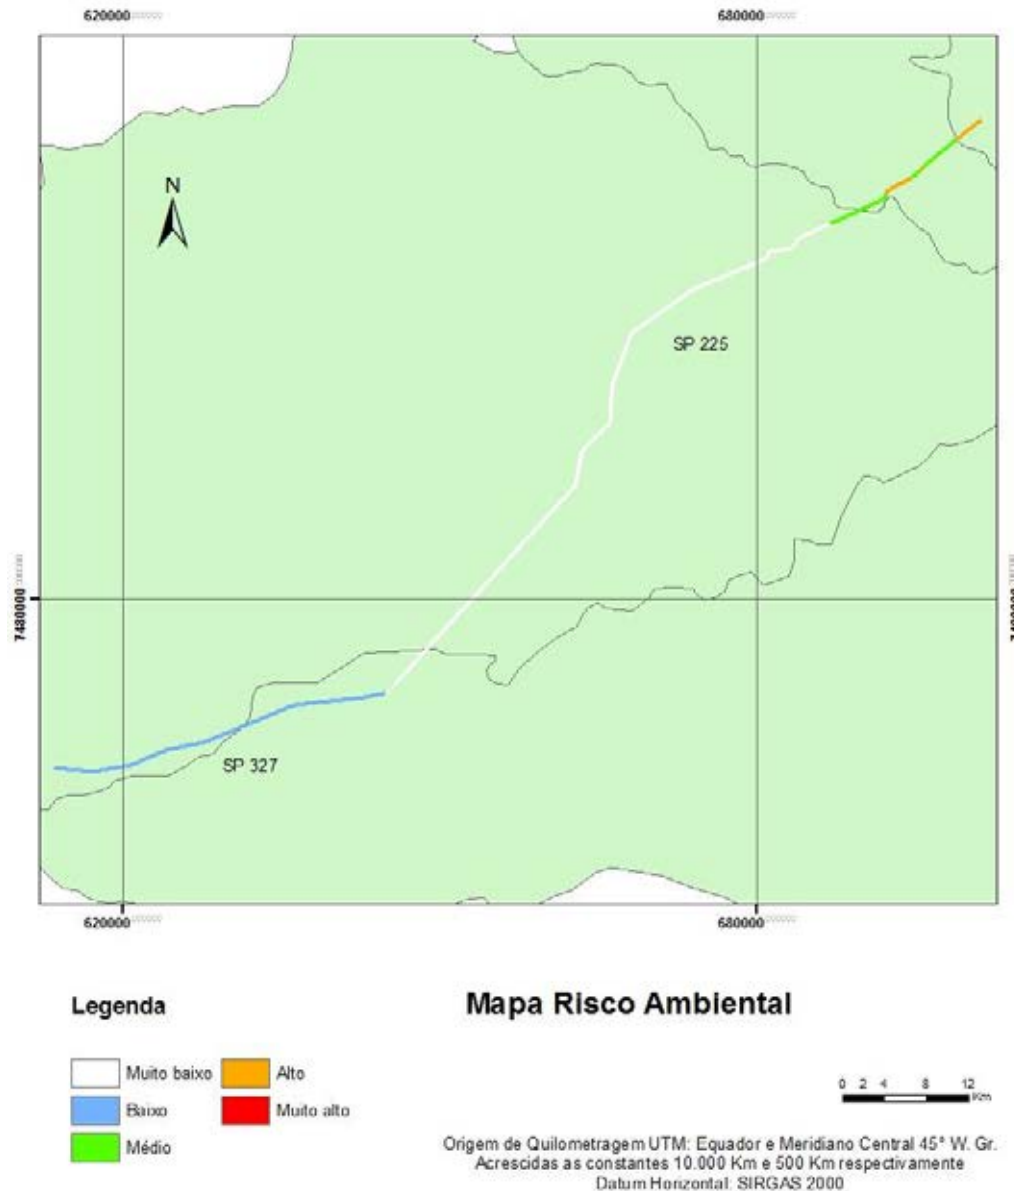 620000
680000
N
SP 225
7480000
SP 327
620000
680000
Legenda
Mapa Risco Ambiental
Muito baixo
Alto
Baixo
Muito alto
Médio
0 2 4 8 12
Km
Origem de Quilometragem UTM: Equador e Meridiano Central 45° W. Gr.
Acrescidas as constantes 10.000 Km e 500 Km respectivamente
Datum Horizontal: SIRGAS 2000